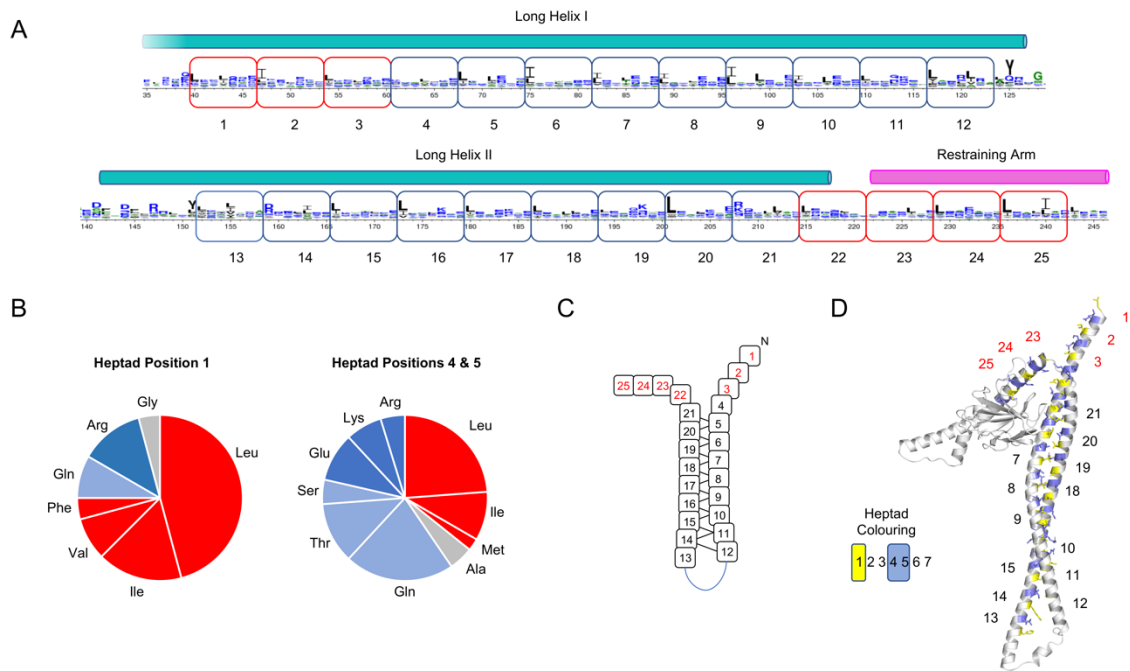 A
Long Helix I
35 40 45 50 55 60 65 70 75 80 85 90 95 100 105 110 115 120 125
1 2 3 4 5 6 7 8 9 10 11 12
Long Helix II Restraining Arm
140 145 150 155 160 165 170 175 180 185 190 195 200 205 210 215 220 225 230 235 240 245
13 14 15 16 17 18 19 20 21 22 23 24 25
B
Heptad Position 1
Gly
Arg
Leu
Gln
Phe
Val
Ile
Heptad Positions 4 & 5
Arg
Lys
Leu
Glu
Ser
Ile
Thr
Met
Ala
Gln
C
N
1
2
25 24 23 22 3
4
21 5
20 6
19 7
18 8
17 9
16 10
15 11
14 12
13
D
1
23 2
24 3
25
21
20
7 19
8 18
9
10
15 11
14 12
13
Heptad
Colouring
1 2 3 4 5 6 7